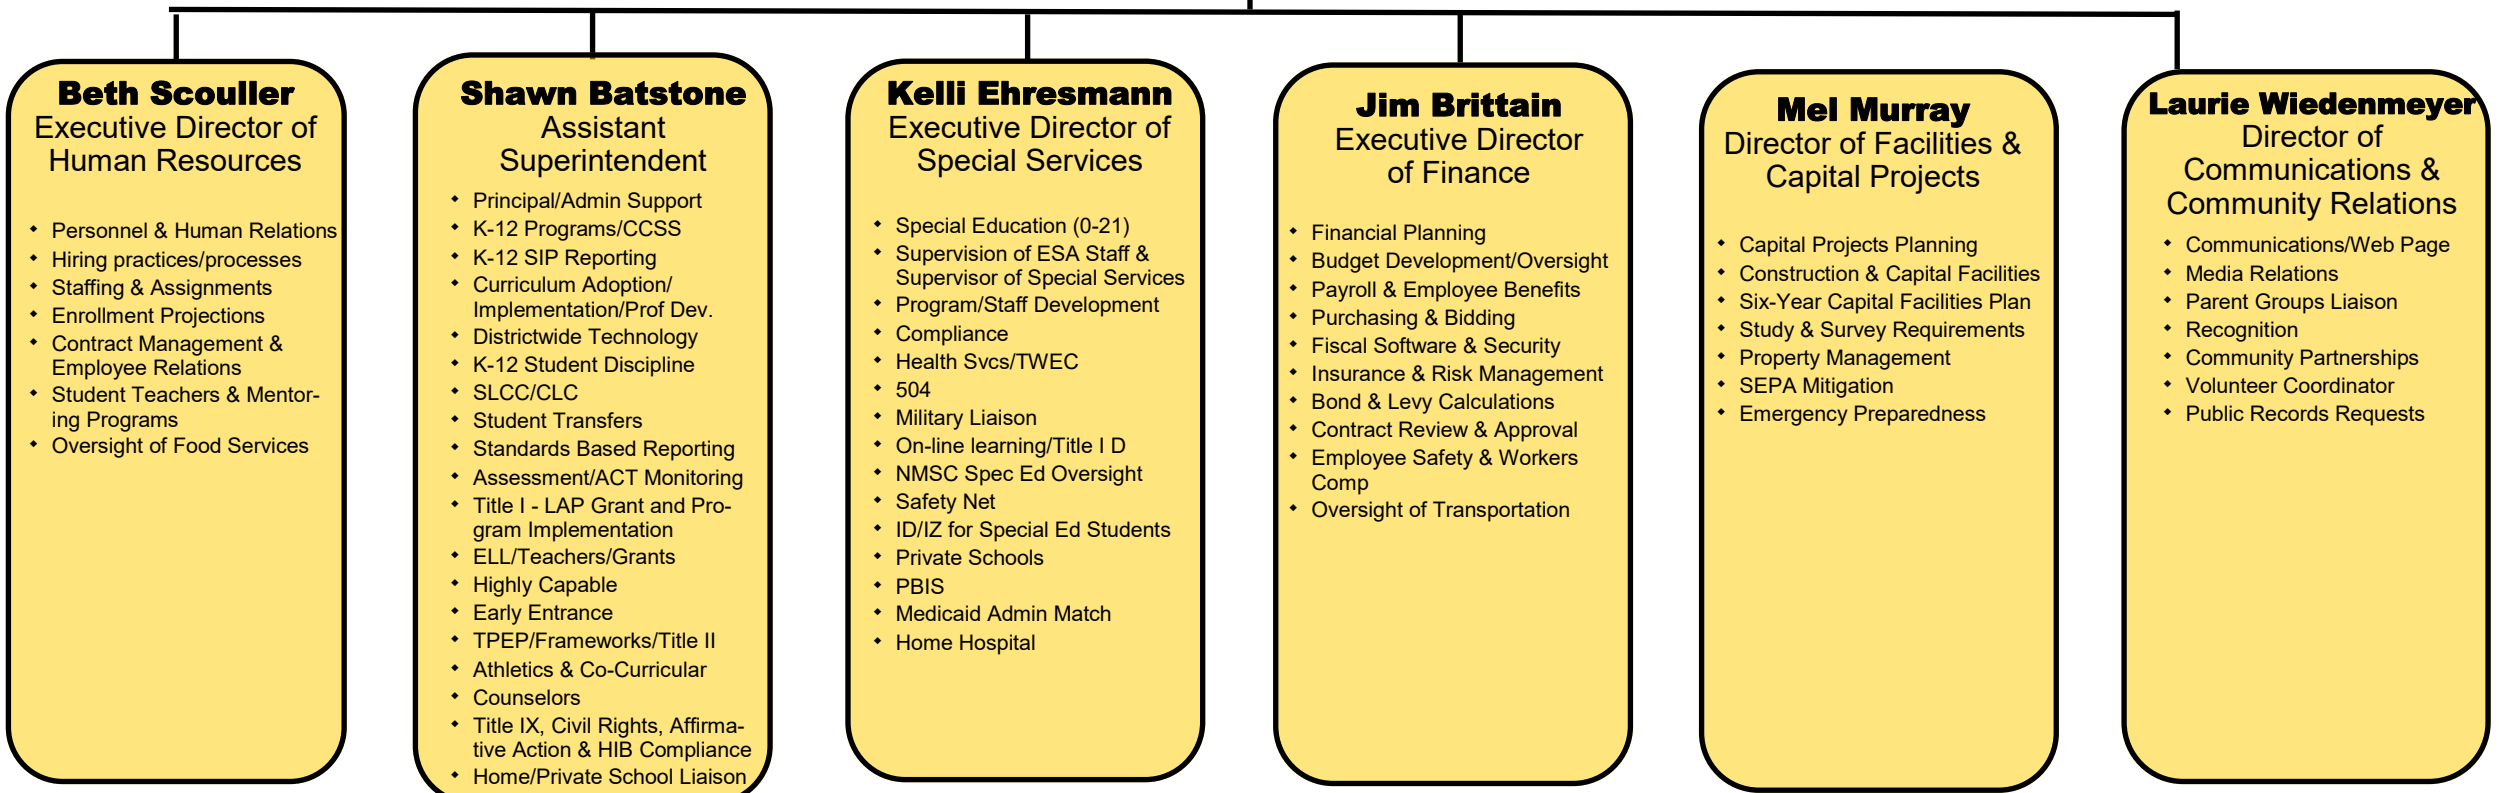 Beth Scouller
Executive Director of
Human Resources
Personnel & Human Relations
Hiring practices/processes
Staffing & Assignments
Enrollment Projections
Contract Management &
Employee Relations
Student Teachers & Mentor-
ing Programs
Oversight of Food Services
Shawn Batstone
Assistant
Superintendent
Principal/Admin Support
K-12 Programs/CCSS
K-12 SIP Reporting
Curriculum Adoption/
Implementation/Prof Dev.
Districtwide Technology
K-12 Student Discipline
SLCC/CLC
Student Transfers
Standards Based Reporting
Assessment/ACT Monitoring
Title I - LAP Grant and Pro-
gram Implementation
ELL/Teachers/Grants
Highly Capable
Early Entrance
TPEP/Frameworks/Title II
Athletics & Co-Curricular
Counselors
Title IX, Civil Rights, Affirma-
tive Action & HIB Compliance
Home/Private School Liaison
Kelli Ehresmann
Executive Director of
Special Services
Special Education (0-21)
Supervision of ESA Staff &
Supervisor of Special Services
Program/Staff Development
Compliance
Health Svcs/TWEC
504
Military Liaison
On-line learning/Title I D
NMSC Spec Ed Oversight
Safety Net
ID/IZ for Special Ed Students
Private Schools
PBIS
Medicaid Admin Match
Home Hospital
Jim Brittain
Executive Director
of Finance
Financial Planning
Budget Development/Oversight
Payroll & Employee Benefits
Purchasing & Bidding
Fiscal Software & Security
Insurance & Risk Management
Bond & Levy Calculations
Contract Review & Approval
Employee Safety & Workers
Comp
Oversight of Transportation
Mel Murray
Director of Facilities &
Capital Projects
Capital Projects Planning
Construction & Capital Facilities
Six-Year Capital Facilities Plan
Study & Survey Requirements
Property Management
SEPA Mitigation
Emergency Preparedness
Laurie Wiedenmeyer
Director of
Communications &
Community Relations
Communications/Web Page
Media Relations
Parent Groups Liaison
Recognition
Community Partnerships
Volunteer Coordinator
Public Records Requests